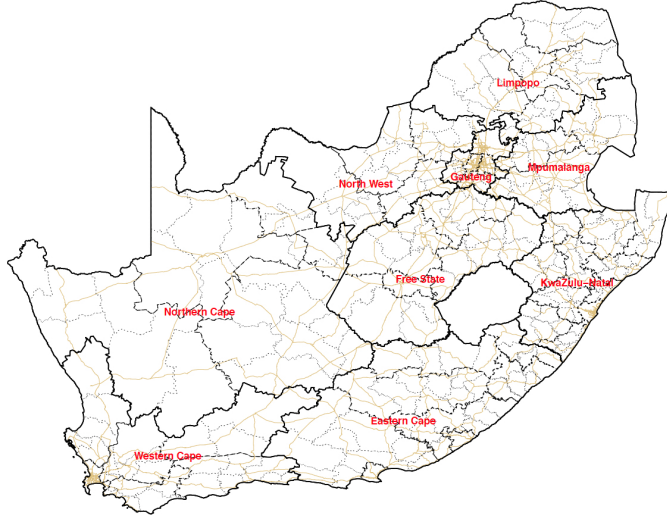 Limpopo
Mpumalanga
Gauteng
North West
Free State
KwaZulu-Natal
Northern Cape
Eastern Cape
Western Cape